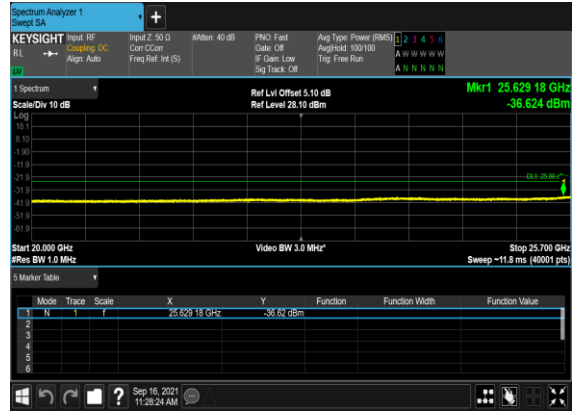 Spectrum Analyzer 1
Swept SA
+
KEYSIGHT Input: RF Input Z: 50 Ω #Atten: 40 dB PNO: Fast Avg Type: Power (RMS) 1 2 3 4 5 6
RL Coupling: DC Corr CCorr Gate: Off Avg|Hold: 100/100 A W W W W W
Align: Auto Freq Ref: Int (S) IF Gain: Low Trig: Free Run
Sig Track: Off A N N N N N
1 Spectrum Ref Lvl Offset 5.10 dB Mkr1 25.629 18 GHz
Scale/Div 10 dB Ref Level 28.10 dBm -36.624 dBm
Log
18.1
8.10
-1.90
-11.9
-21.9
-31.9
-41.9
-51.9
-61.9
Start 20.000 GHz Video BW 3.0 MHz* Stop 25.700 GHz
#Res BW 1.0 MHz Sweep ~11.8 ms (40001 pts)
5 Marker Table
Mode Trace Scale X Y Function Function Width Function Value
1 N 1 f 25.629 18 GHz -36.62 dBm
2
3
4
5
6
? Sep 16, 2021
11:28:24 AM